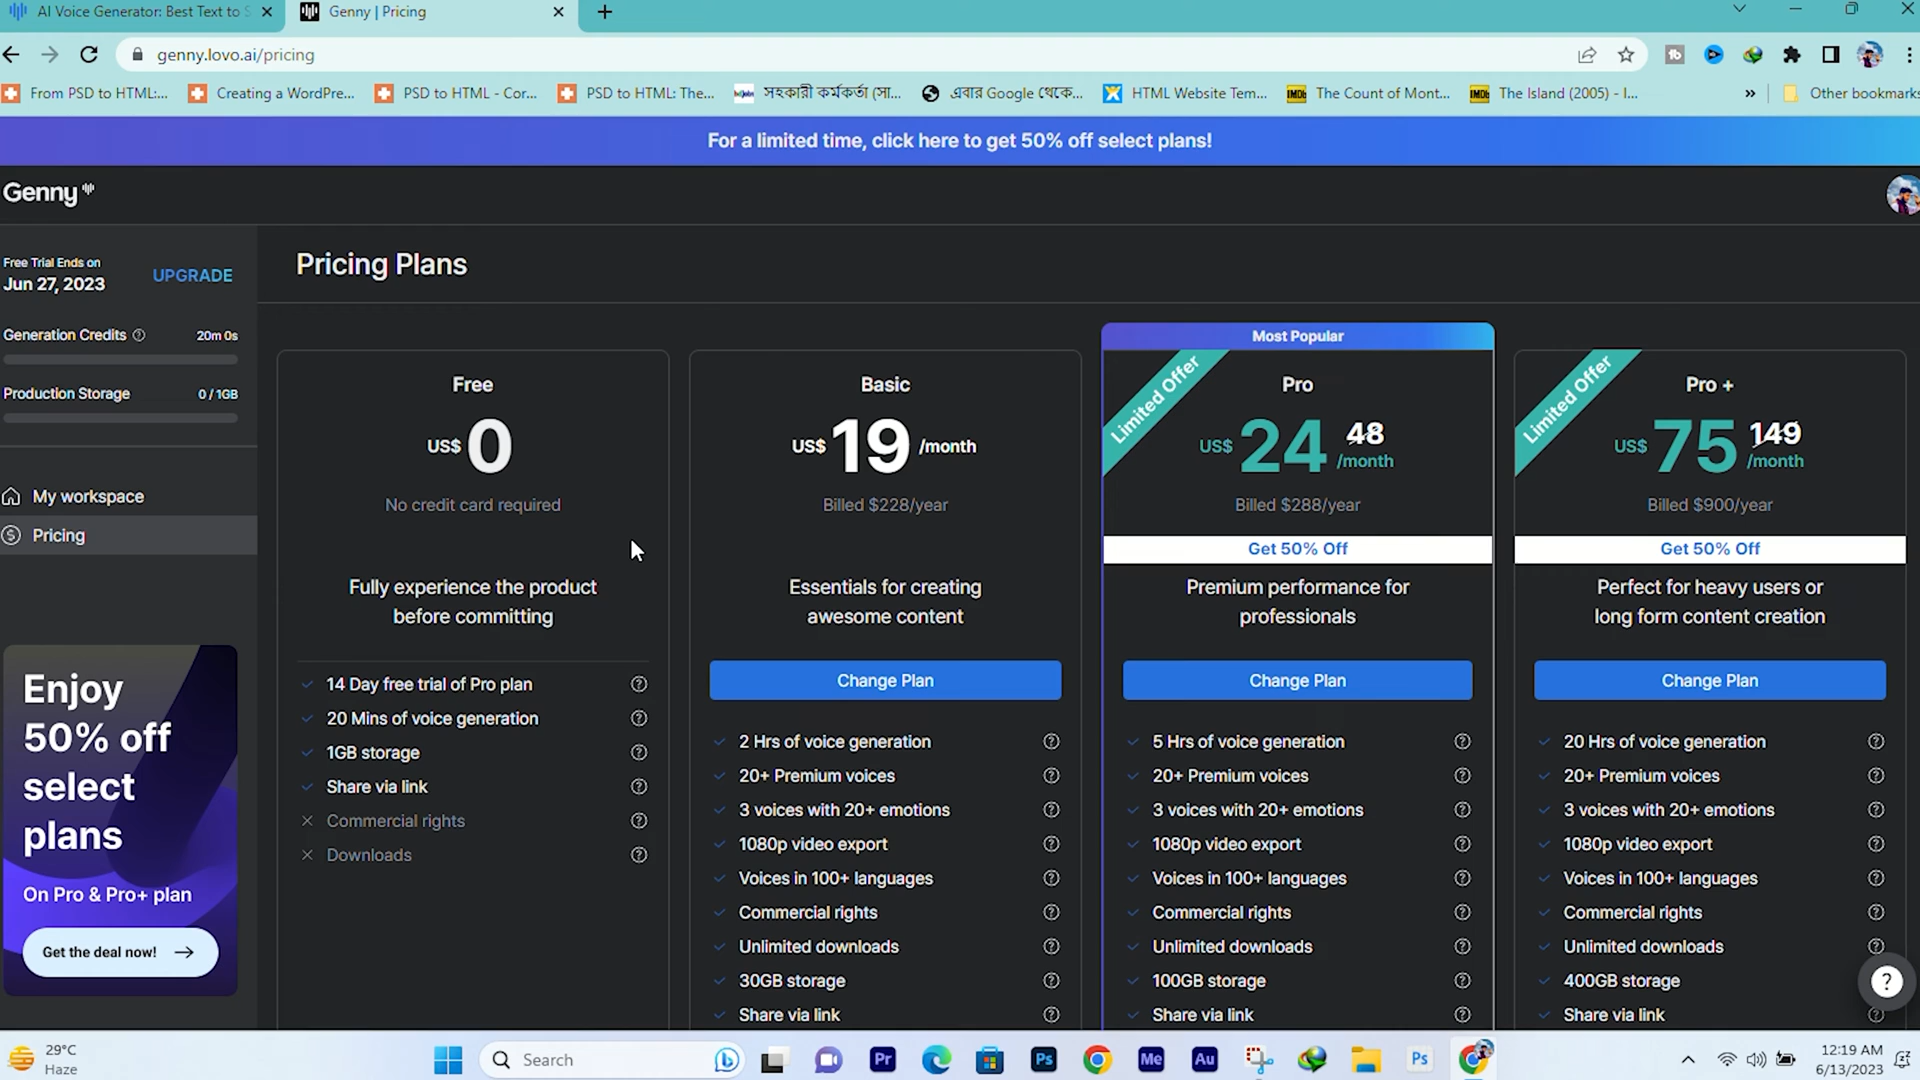 AI Voice Generator: Best Text to S
Genny | Pricing
genny.lovo.ai/pricing
From PSD to HTML:...
Creating a WordPre...
PSD to HTML - Cor...
PSD to HTML: The...
সহকারী কর্মকর্তা (সা...
এবার Google থেকে...
HTML Website Tem...
The Count of Mont...
The Island (2005) - I...
»
Other bookmarks
For a limited time, click here to get 50% off select plans!
Genny
Free Trial Ends on
Jun 27, 2023
UPGRADE
Generation Credits
20m 0s
Production Storage
0 / 1GB
My workspace
Pricing
Enjoy
50% off
select
plans
On Pro & Pro+ plan
Get the deal now!
Pricing Plans
Free
US$ 0
No credit card required
Fully experience the product
before committing
14 Day free trial of Pro plan
20 Mins of voice generation
1GB storage
Share via link
Commercial rights
Downloads
Basic
US$ 19 /month
Billed $228/year
Essentials for creating
awesome content
Change Plan
2 Hrs of voice generation
20+ Premium voices
3 voices with 20+ emotions
1080p video export
Voices in 100+ languages
Commercial rights
Unlimited downloads
30GB storage
Share via link
Most Popular
Limited Offer
Pro
US$ 24 48 /month
Billed $288/year
Get 50% Off
Premium performance for
professionals
Change Plan
5 Hrs of voice generation
20+ Premium voices
3 voices with 20+ emotions
1080p video export
Voices in 100+ languages
Commercial rights
Unlimited downloads
100GB storage
Share via link
Limited Offer
Pro +
US$ 75 149 /month
Billed $900/year
Get 50% Off
Perfect for heavy users or
long form content creation
Change Plan
20 Hrs of voice generation
20+ Premium voices
3 voices with 20+ emotions
1080p video export
Voices in 100+ languages
Commercial rights
Unlimited downloads
400GB storage
Share via link
29°C
Haze
Search
Pr
Ps
Me
Au
Ps
12:19 AM
6/13/2023